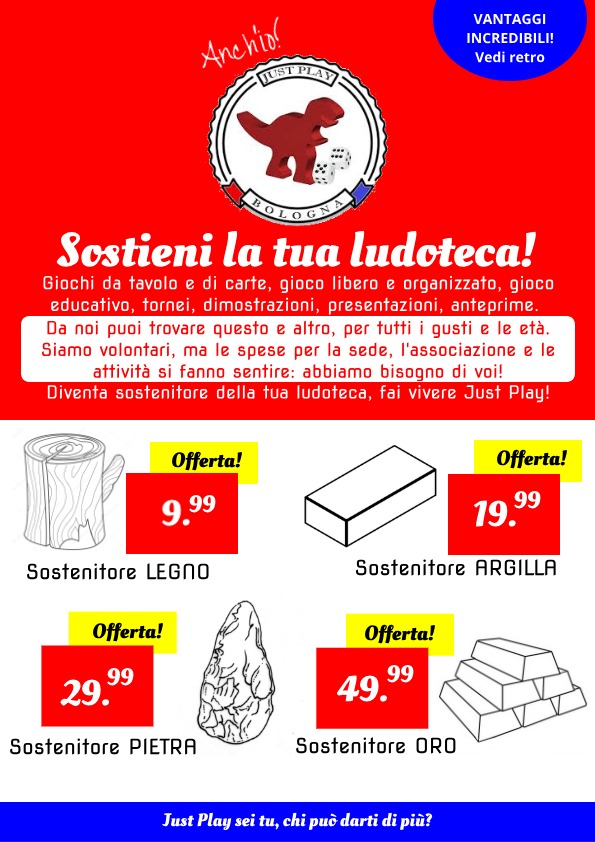 VANTAGGI
INCREDIBILI!
Vedi retro
Anch'io!
JUST PLAY
BOLOGNA
Sostieni la tua ludoteca!
Giochi da tavolo e di carte, gioco libero e organizzato, gioco
educativo, tornei, dimostrazioni, presentazioni, anteprime.
Da noi puoi trovare questo e altro, per tutti i gusti e le età.
Siamo volontari, ma le spese per la sede, l'associazione e le
attività si fanno sentire: abbiamo bisogno di voi!
Diventa sostenitore della tua ludoteca, fai vivere Just Play!
Offerta!
9.99
Sostenitore LEGNO
Offerta!
19.99
Sostenitore ARGILLA
Offerta!
29.99
Sostenitore PIETRA
Offerta!
49.99
Sostenitore ORO
Just Play sei tu, chi può darti di più?